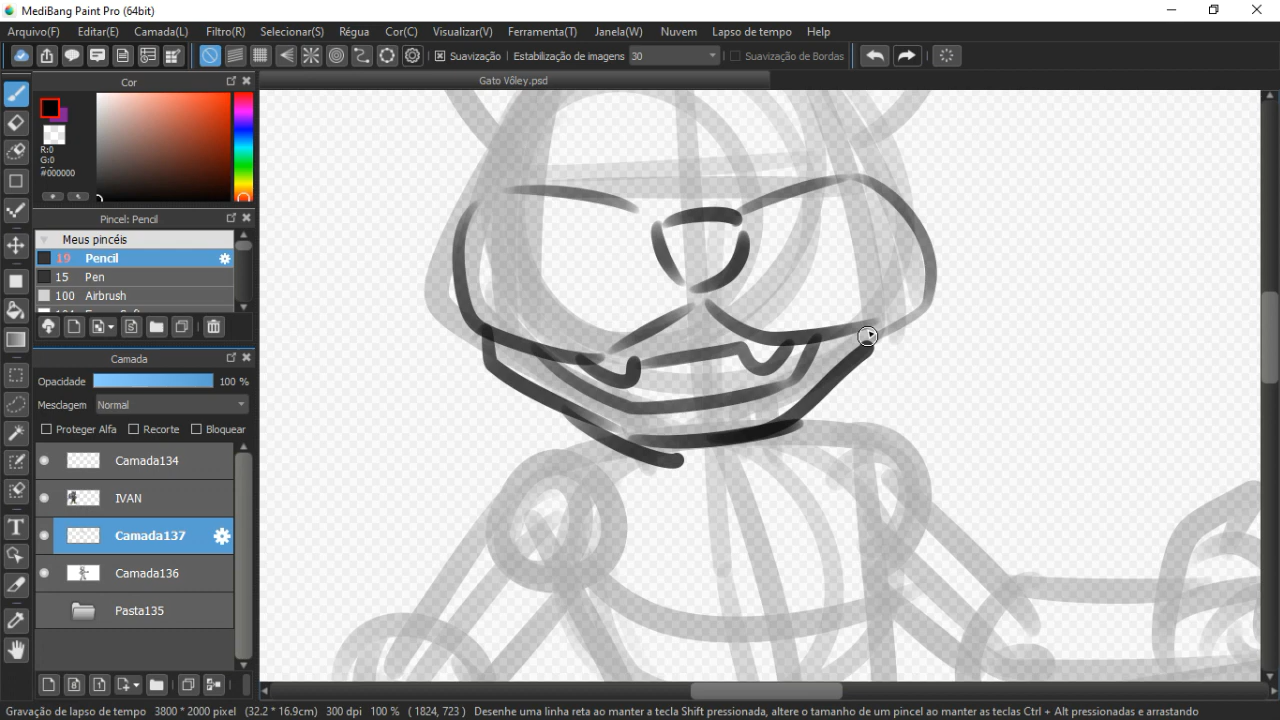 MediBang Paint Pro (64bit)
Arquivo(F) Editar(E) Camada(L) Filtro(R) Selecionar(S) Régua Cor(C) Visualizar(V) Ferramenta(T) Janela(W) Nuvem Lapso de tempo Help
Suavização Estabilização de imagens 30 Suavização de Bordas
Cor
Gato Vôley.psd
R:0
G:0
#000000
Pincel: Pencil
Meus pincéis
19 Pencil
15 Pen
100 Airbrush
Camada
Opacidade 100 %
Mesclagem Normal
Proteger Alfa Recorte Bloquear
Camada134
IVAN
Camada137
Camada136
Pasta135
Gravação de lapso de tempo 3800 * 2000 pixel (32.2 * 16.9cm) 300 dpi 100 % ( 1824, 723 ) Desenhe uma linha reta ao manter a tecla Shift pressionada, altere o tamanho de um pincel ao manter as teclas Ctrl + Alt pressionadas e arrastando